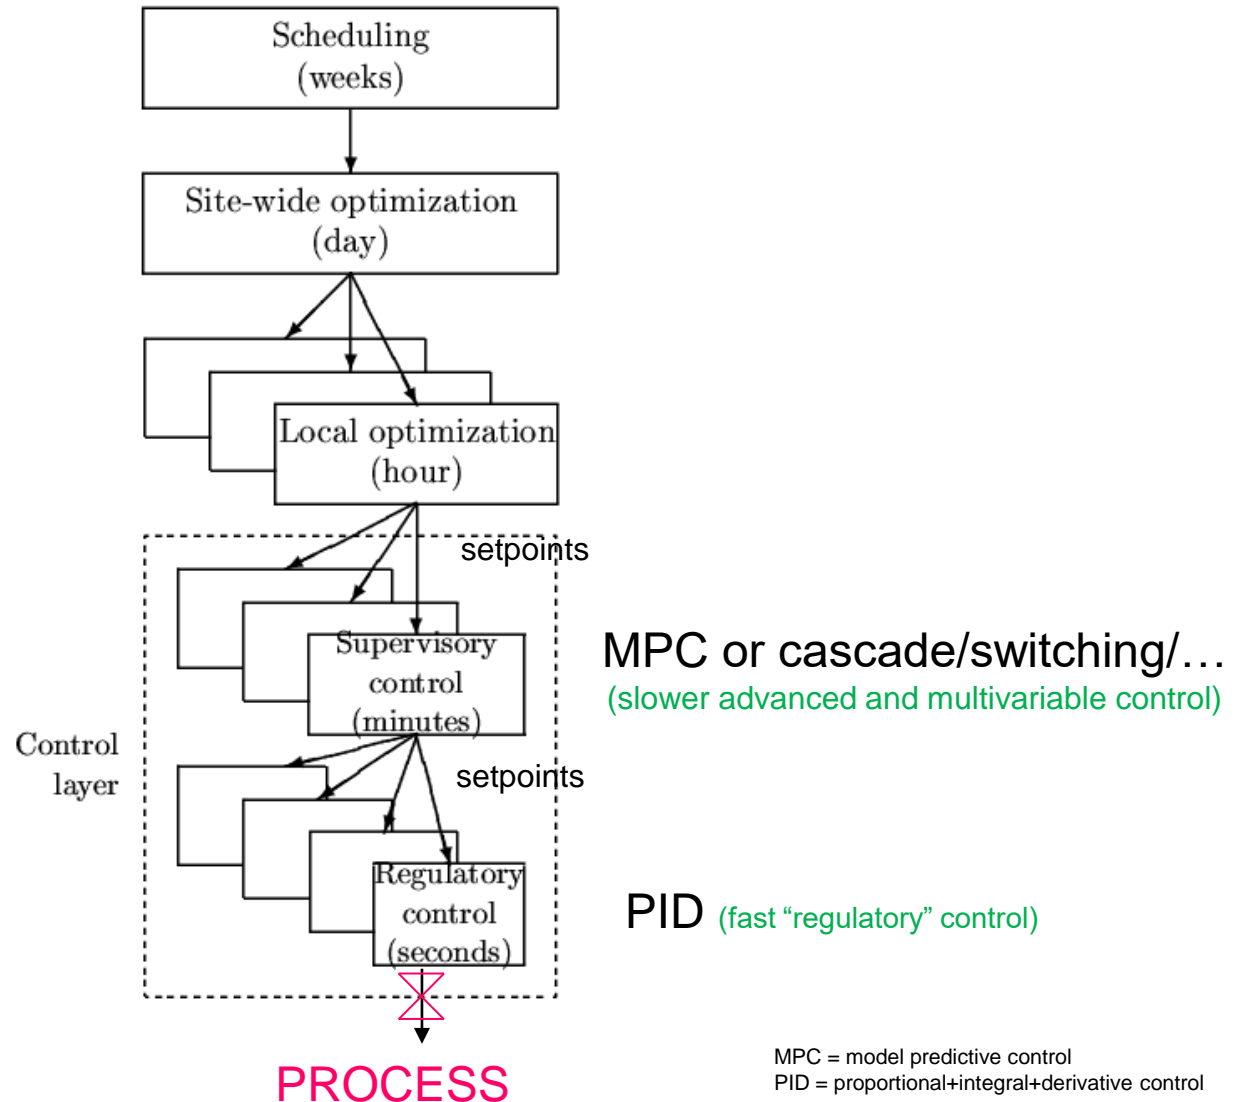 Scheduling
(weeks)
Site-wide optimization
(day)
Local optimization
(hour)
setpoints
Supervisory
control
(minutes)
MPC or cascade/switching/…
(slower advanced and multivariable control)
Control
layer
setpoints
Regulatory
control
(seconds)
PID (fast “regulatory” control)
PROCESS
MPC = model predictive control
PID = proportional+integral+derivative control